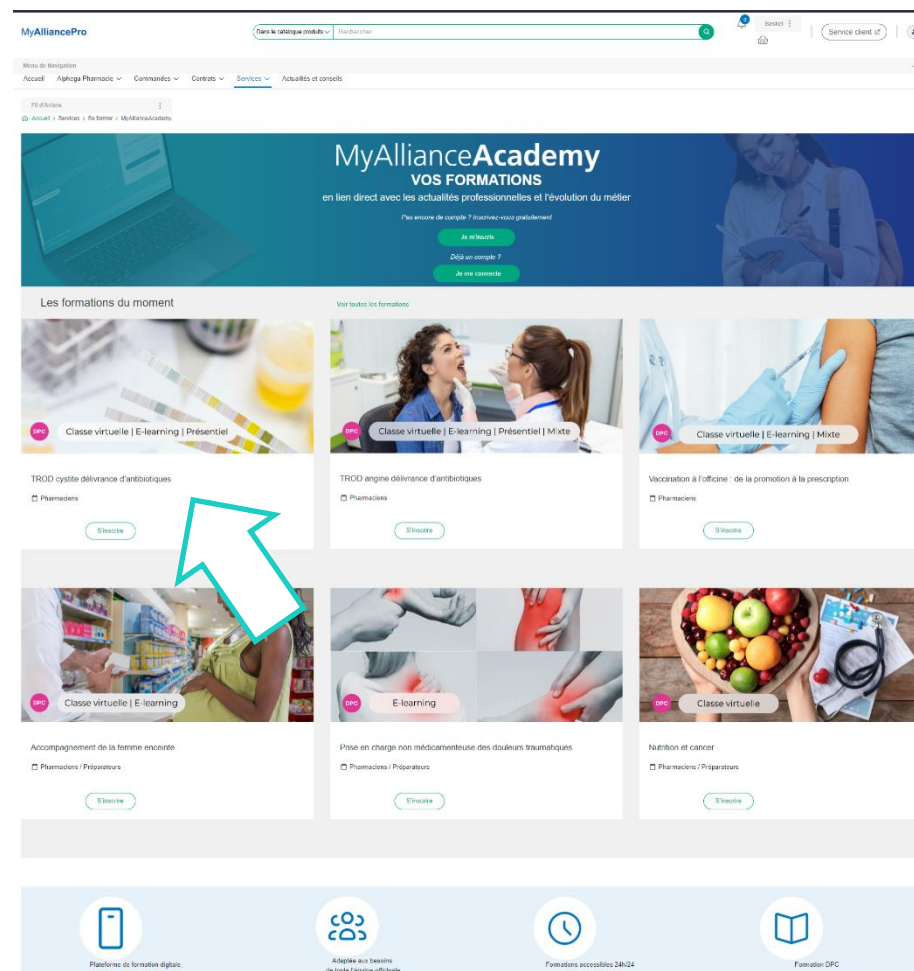 MyAlliancePro
Dans le catalogue produits
Rechercher
Basket
Service client
Menu de Navigation
Accueil Alphega Pharmacie Commandes Contrats Services Actualités et conseils
Fil d'Ariane
Accueil > Services > Se former > MyAllianceAcademy
MyAllianceAcademy
VOS FORMATIONS
en lien direct avec les actualités professionnelles et l'évolution du métier
Pas encore de compte ? Inscrivez-vous gratuitement
Je m'inscris
Déjà un compte ?
Je me connecte
Les formations du moment
Voir toutes les formations
DPC Classe virtuelle | E-learning | Présentiel
TROD cystite délivrance d'antibiotiques
Pharmaciens
S'inscrire
DPC Classe virtuelle | E-learning | Présentiel | Mixte
TROD angine délivrance d'antibiotiques
Pharmaciens
S'inscrire
DPC Classe virtuelle | E-learning | Mixte
Vaccination à l'officine : de la promotion à la prescription
Pharmaciens
S'inscrire
DPC Classe virtuelle | E-learning
Accompagnement de la femme enceinte
Pharmaciens / Préparateurs
S'inscrire
DPC E-learning
Prise en charge non médicamenteuse des douleurs traumatiques
Pharmaciens / Préparateurs
S'inscrire
DPC Classe virtuelle
Nutrition et cancer
Pharmaciens / Préparateurs
S'inscrire
Plateforme de formation digitale
Adaptée aux besoins
de toute l'équipe officinale
Formations accessibles 24h/24
Formation DPC